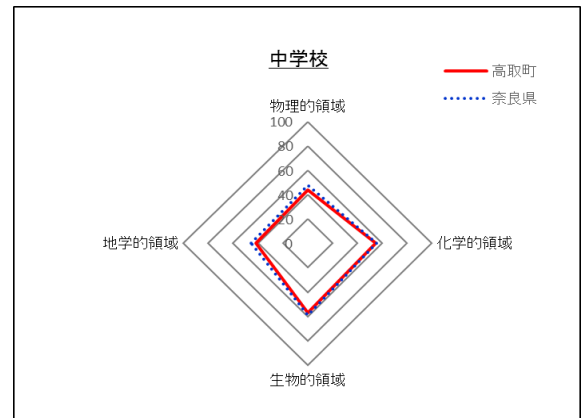 中学校
高取町
奈良県
物理的領域
100
80
60
40
20
0
地学的領域
化学的領域
生物的領域